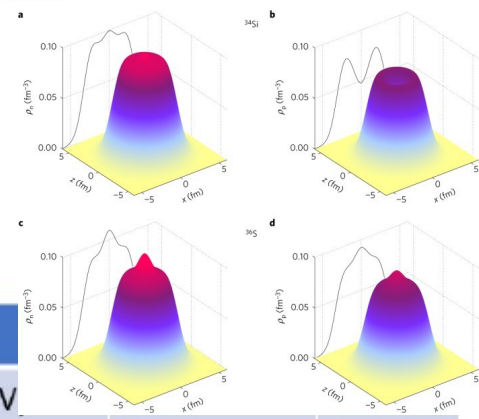 a
³⁴Si
b
0.10
0.05
0.00
ρn (fm⁻³)
5
0
−5
z (fm)
−5
0
5
x (fm)
0.10
0.05
0.00
ρp (fm⁻³)
5
0
−5
z (fm)
−5
0
5
x (fm)
c
³⁶S
d
0.10
0.05
0.00
ρn (fm⁻³)
5
0
−5
z (fm)
−5
0
5
x (fm)
0.10
0.05
0.00
ρp (fm⁻³)
5
0
−5
z (fm)
−5
0
5
x (fm)
V